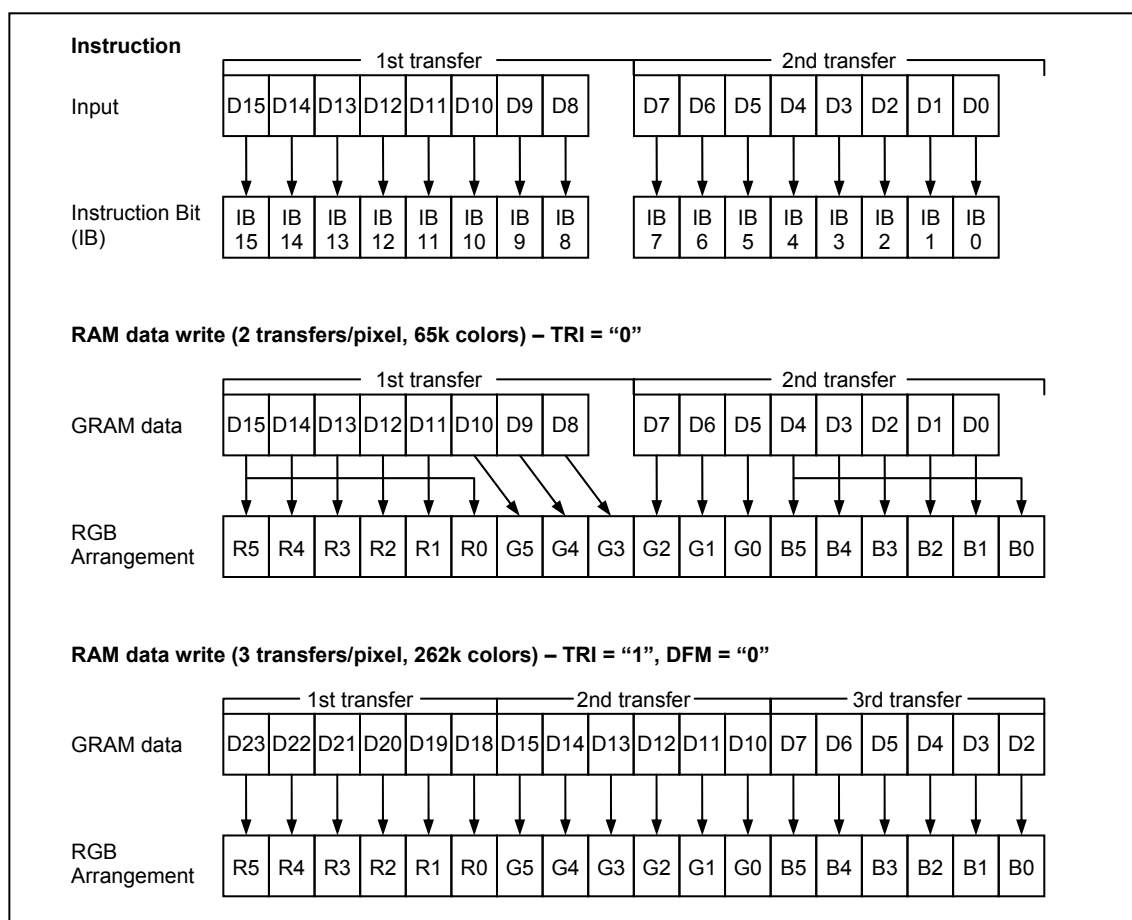 Instruction
1st transfer 2nd transfer
Input D15 D14 D13 D12 D11 D10 D9 D8 D7 D6 D5 D4 D3 D2 D1 D0
Instruction Bit (IB) IB 15 IB 14 IB 13 IB 12 IB 11 IB 10 IB 9 IB 8 IB 7 IB 6 IB 5 IB 4 IB 3 IB 2 IB 1 IB 0
RAM data write (2 transfers/pixel, 65k colors) – TRI = “0”
1st transfer 2nd transfer
GRAM data D15 D14 D13 D12 D11 D10 D9 D8 D7 D6 D5 D4 D3 D2 D1 D0
RGB Arrangement R5 R4 R3 R2 R1 R0 G5 G4 G3 G2 G1 G0 B5 B4 B3 B2 B1 B0
RAM data write (3 transfers/pixel, 262k colors) – TRI = “1”, DFM = “0”
1st transfer 2nd transfer 3rd transfer
GRAM data D23 D22 D21 D20 D19 D18 D15 D14 D13 D12 D11 D10 D7 D6 D5 D4 D3 D2
RGB Arrangement R5 R4 R3 R2 R1 R0 G5 G4 G3 G2 G1 G0 B5 B4 B3 B2 B1 B0